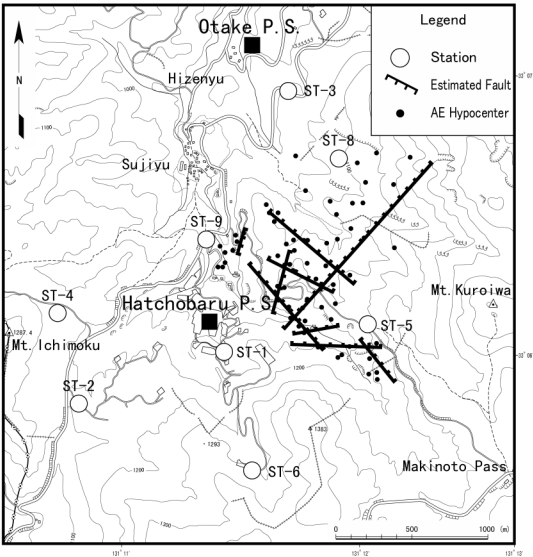 Otake P.S.
Legend
Station
Estimated Fault
AE Hypocenter
Hizenyu
ST-3
33° 07'
1000
1100
Sujiyu
ST-8
ST-9
ST-4
Hatchobaru P.S.
Mt. Kuroiwa
1287.4
Mt. Ichimoku
ST-5
ST-1
33° 06'
1200
ST-2
1383
1293
1200
ST-6
Makinoto Pass
1300
0 500 1000 (m)
131° 11'
131° 12'
131° 13'